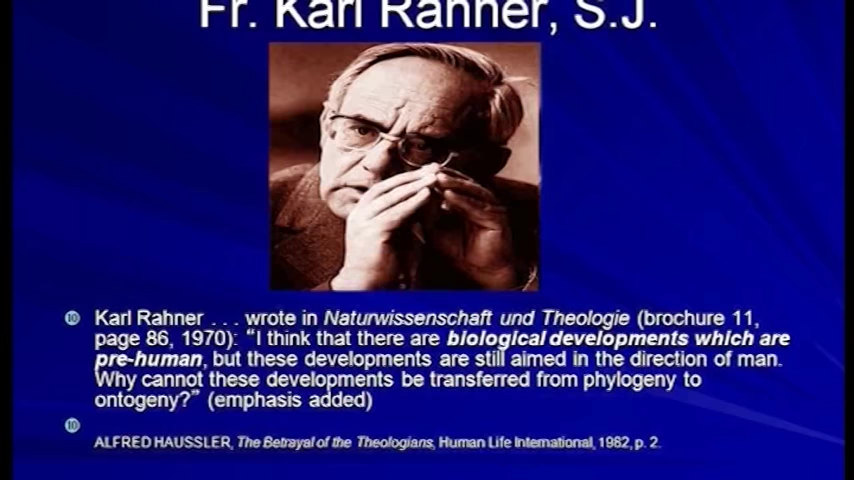 Fr. Karl Rahner, S.J.
Karl Rahner . . . wrote in Naturwissenschaft und Theologie (brochure 11,
page 86, 1970): “I think that there are biological developments which are
pre-human, but these developments are still aimed in the direction of man.
Why cannot these developments be transferred from phylogeny to
ontogeny?” (emphasis added)
ALFRED HAUSSLER, The Betrayal of the Theologians, Human Life International, 1982, p. 2.